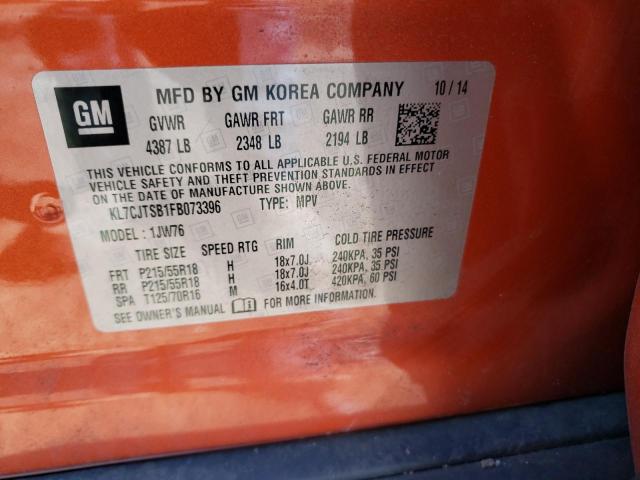 GM
MFD BY GM KOREA COMPANY 10 / 14
GVWR GAWR FRT GAWR RR
4387 LB 2348 LB 2194 LB
THIS VEHICLE CONFORMS TO ALL APPLICABLE U.S. FEDERAL MOTOR
VEHICLE SAFETY AND THEFT PREVENTION STANDARDS IN EFFECT
ON THE DATE OF MANUFACTURE SHOWN ABOVE.
KL7CJTSB1FB073396 TYPE: MPV
MODEL : 1JW76
TIRE SIZE SPEED RTG RIM COLD TIRE PRESSURE
FRT P215/55R18 H 18x7.0J 240KPA, 35 PSI
RR P215/55R18 H 18x7.0J 240KPA, 35 PSI
SPA T125/70R16 M 16x4.0T 420KPA, 60 PSI
SEE OWNER'S MANUAL FOR MORE INFORMATION.